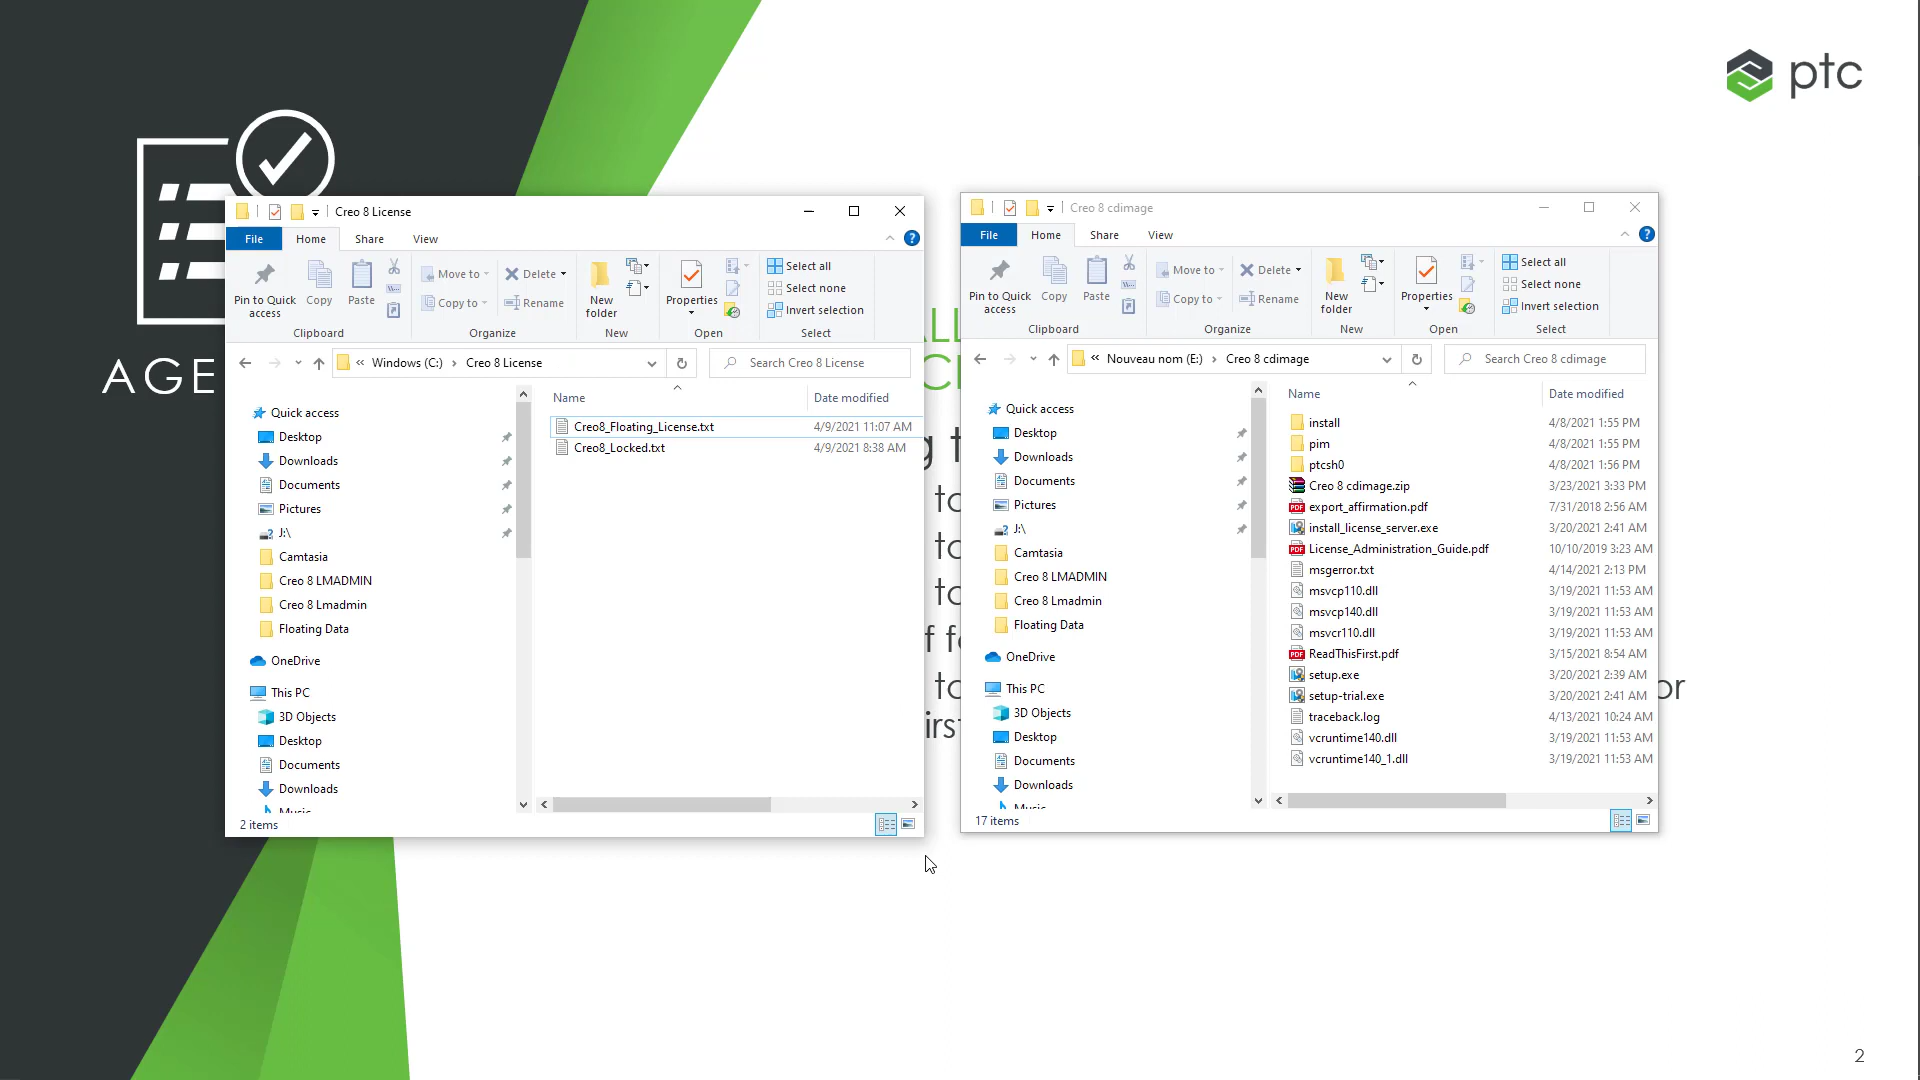 ptc
AGE
ALL
g t
to
to
to
f f
to
or
irst
2
Creo 8 License
File
Home
Share
View
Pin to Quick access
Copy
Paste
Clipboard
Move to
Copy to
Delete
Rename
Organize
New folder
New
Properties
Open
Select all
Select none
Invert selection
Select
« Windows (C:) > Creo 8 License
Search Creo 8 License
Quick access
Desktop
Downloads
Documents
Pictures
J:\
Camtasia
Creo 8 LMADMIN
Creo 8 Lmadmin
Floating Data
OneDrive
This PC
3D Objects
Desktop
Documents
Downloads
Music
Name Date modified
Creo8_Floating_License.txt 4/9/2021 11:07 AM
Creo8_Locked.txt 4/9/2021 8:38 AM
2 items
Creo 8 cdimage
File
Home
Share
View
Pin to Quick access
Copy
Paste
Clipboard
Move to
Copy to
Delete
Rename
Organize
New folder
New
Properties
Open
Select all
Select none
Invert selection
Select
« Nouveau nom (E:) > Creo 8 cdimage
Search Creo 8 cdimage
Quick access
Desktop
Downloads
Documents
Pictures
J:\
Camtasia
Creo 8 LMADMIN
Creo 8 Lmadmin
Floating Data
OneDrive
This PC
3D Objects
Desktop
Documents
Downloads
Music
Name Date modified
install 4/8/2021 1:55 PM
pim 4/8/2021 1:55 PM
ptcsh0 4/8/2021 1:56 PM
Creo 8 cdimage.zip 3/23/2021 3:33 PM
export_affirmation.pdf 7/31/2018 2:56 AM
install_license_server.exe 3/20/2021 2:41 AM
License_Administration_Guide.pdf 10/10/2019 3:23 AM
msgerror.txt 4/14/2021 2:13 PM
msvcp110.dll 3/19/2021 11:53 AM
msvcp140.dll 3/19/2021 11:53 AM
msvcr110.dll 3/19/2021 11:53 AM
ReadThisFirst.pdf 3/15/2021 8:54 AM
setup.exe 3/20/2021 2:39 AM
setup-trial.exe 3/20/2021 2:41 AM
traceback.log 4/13/2021 10:24 AM
vcruntime140.dll 3/19/2021 11:53 AM
vcruntime140_1.dll 3/19/2021 11:53 AM
17 items